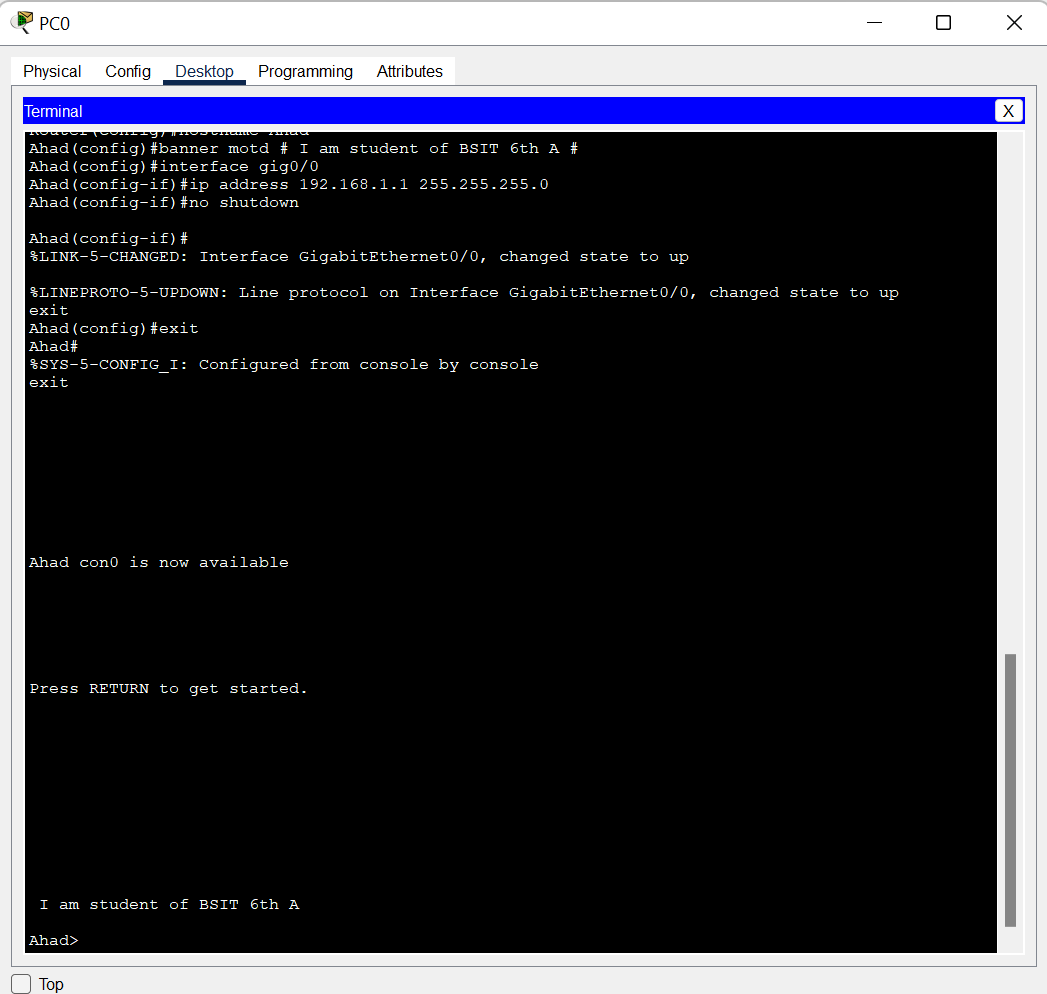 PC0
Physical Config Desktop Programming Attributes
Terminal X
Router(config)#hostname Ahad
Ahad(config)#banner motd # I am student of BSIT 6th A #
Ahad(config)#interface gig0/0
Ahad(config-if)#ip address 192.168.1.1 255.255.255.0
Ahad(config-if)#no shutdown
Ahad(config-if)#
%LINK-5-CHANGED: Interface GigabitEthernet0/0, changed state to up
%LINEPROTO-5-UPDOWN: Line protocol on Interface GigabitEthernet0/0, changed state to up
exit
Ahad(config)#exit
Ahad#
%SYS-5-CONFIG_I: Configured from console by console
exit
Ahad con0 is now available
Press RETURN to get started.
I am student of BSIT 6th A
Ahad>
Top